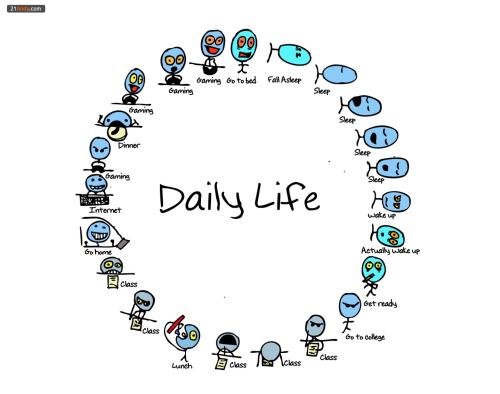 21andy.com
Daily Life
Go to bed
Fall Asleep
Sleep
Sleep
Sleep
Sleep
Wake up
Actually Wake up
Get ready
Go to college
Class
Class
Class
Lunch
Class
Class
Go home
Internet
Gaming
Dinner
Gaming
Gaming
Gaming